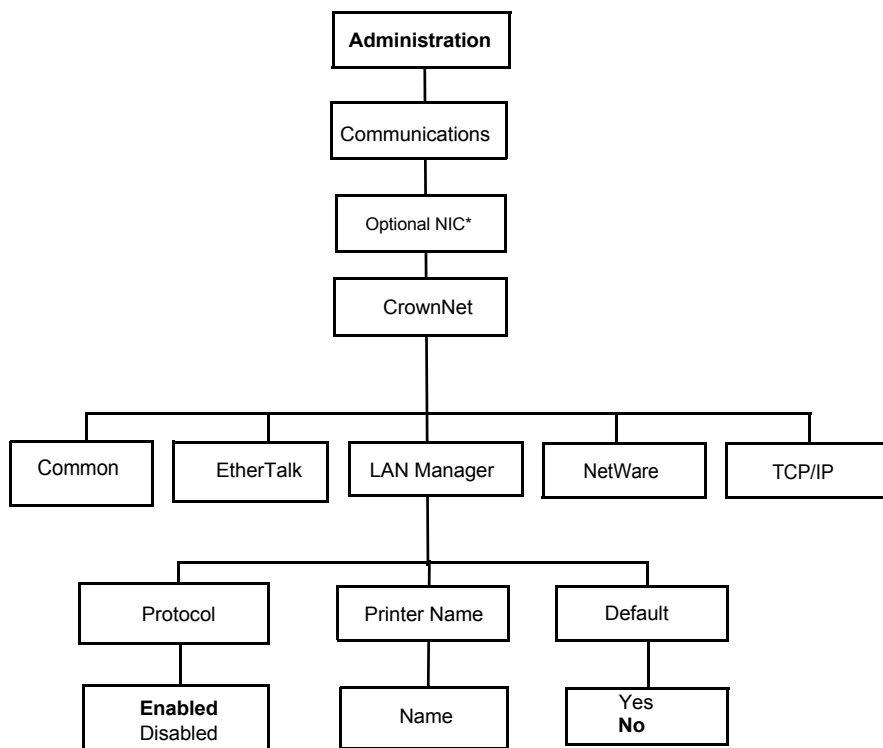 Administration
Communications
Optional NIC*
CrownNet
Common
EtherTalk
LAN Manager
NetWare
TCP/IP
Protocol
Printer Name
Default
Enabled
Disabled
Name
Yes
No